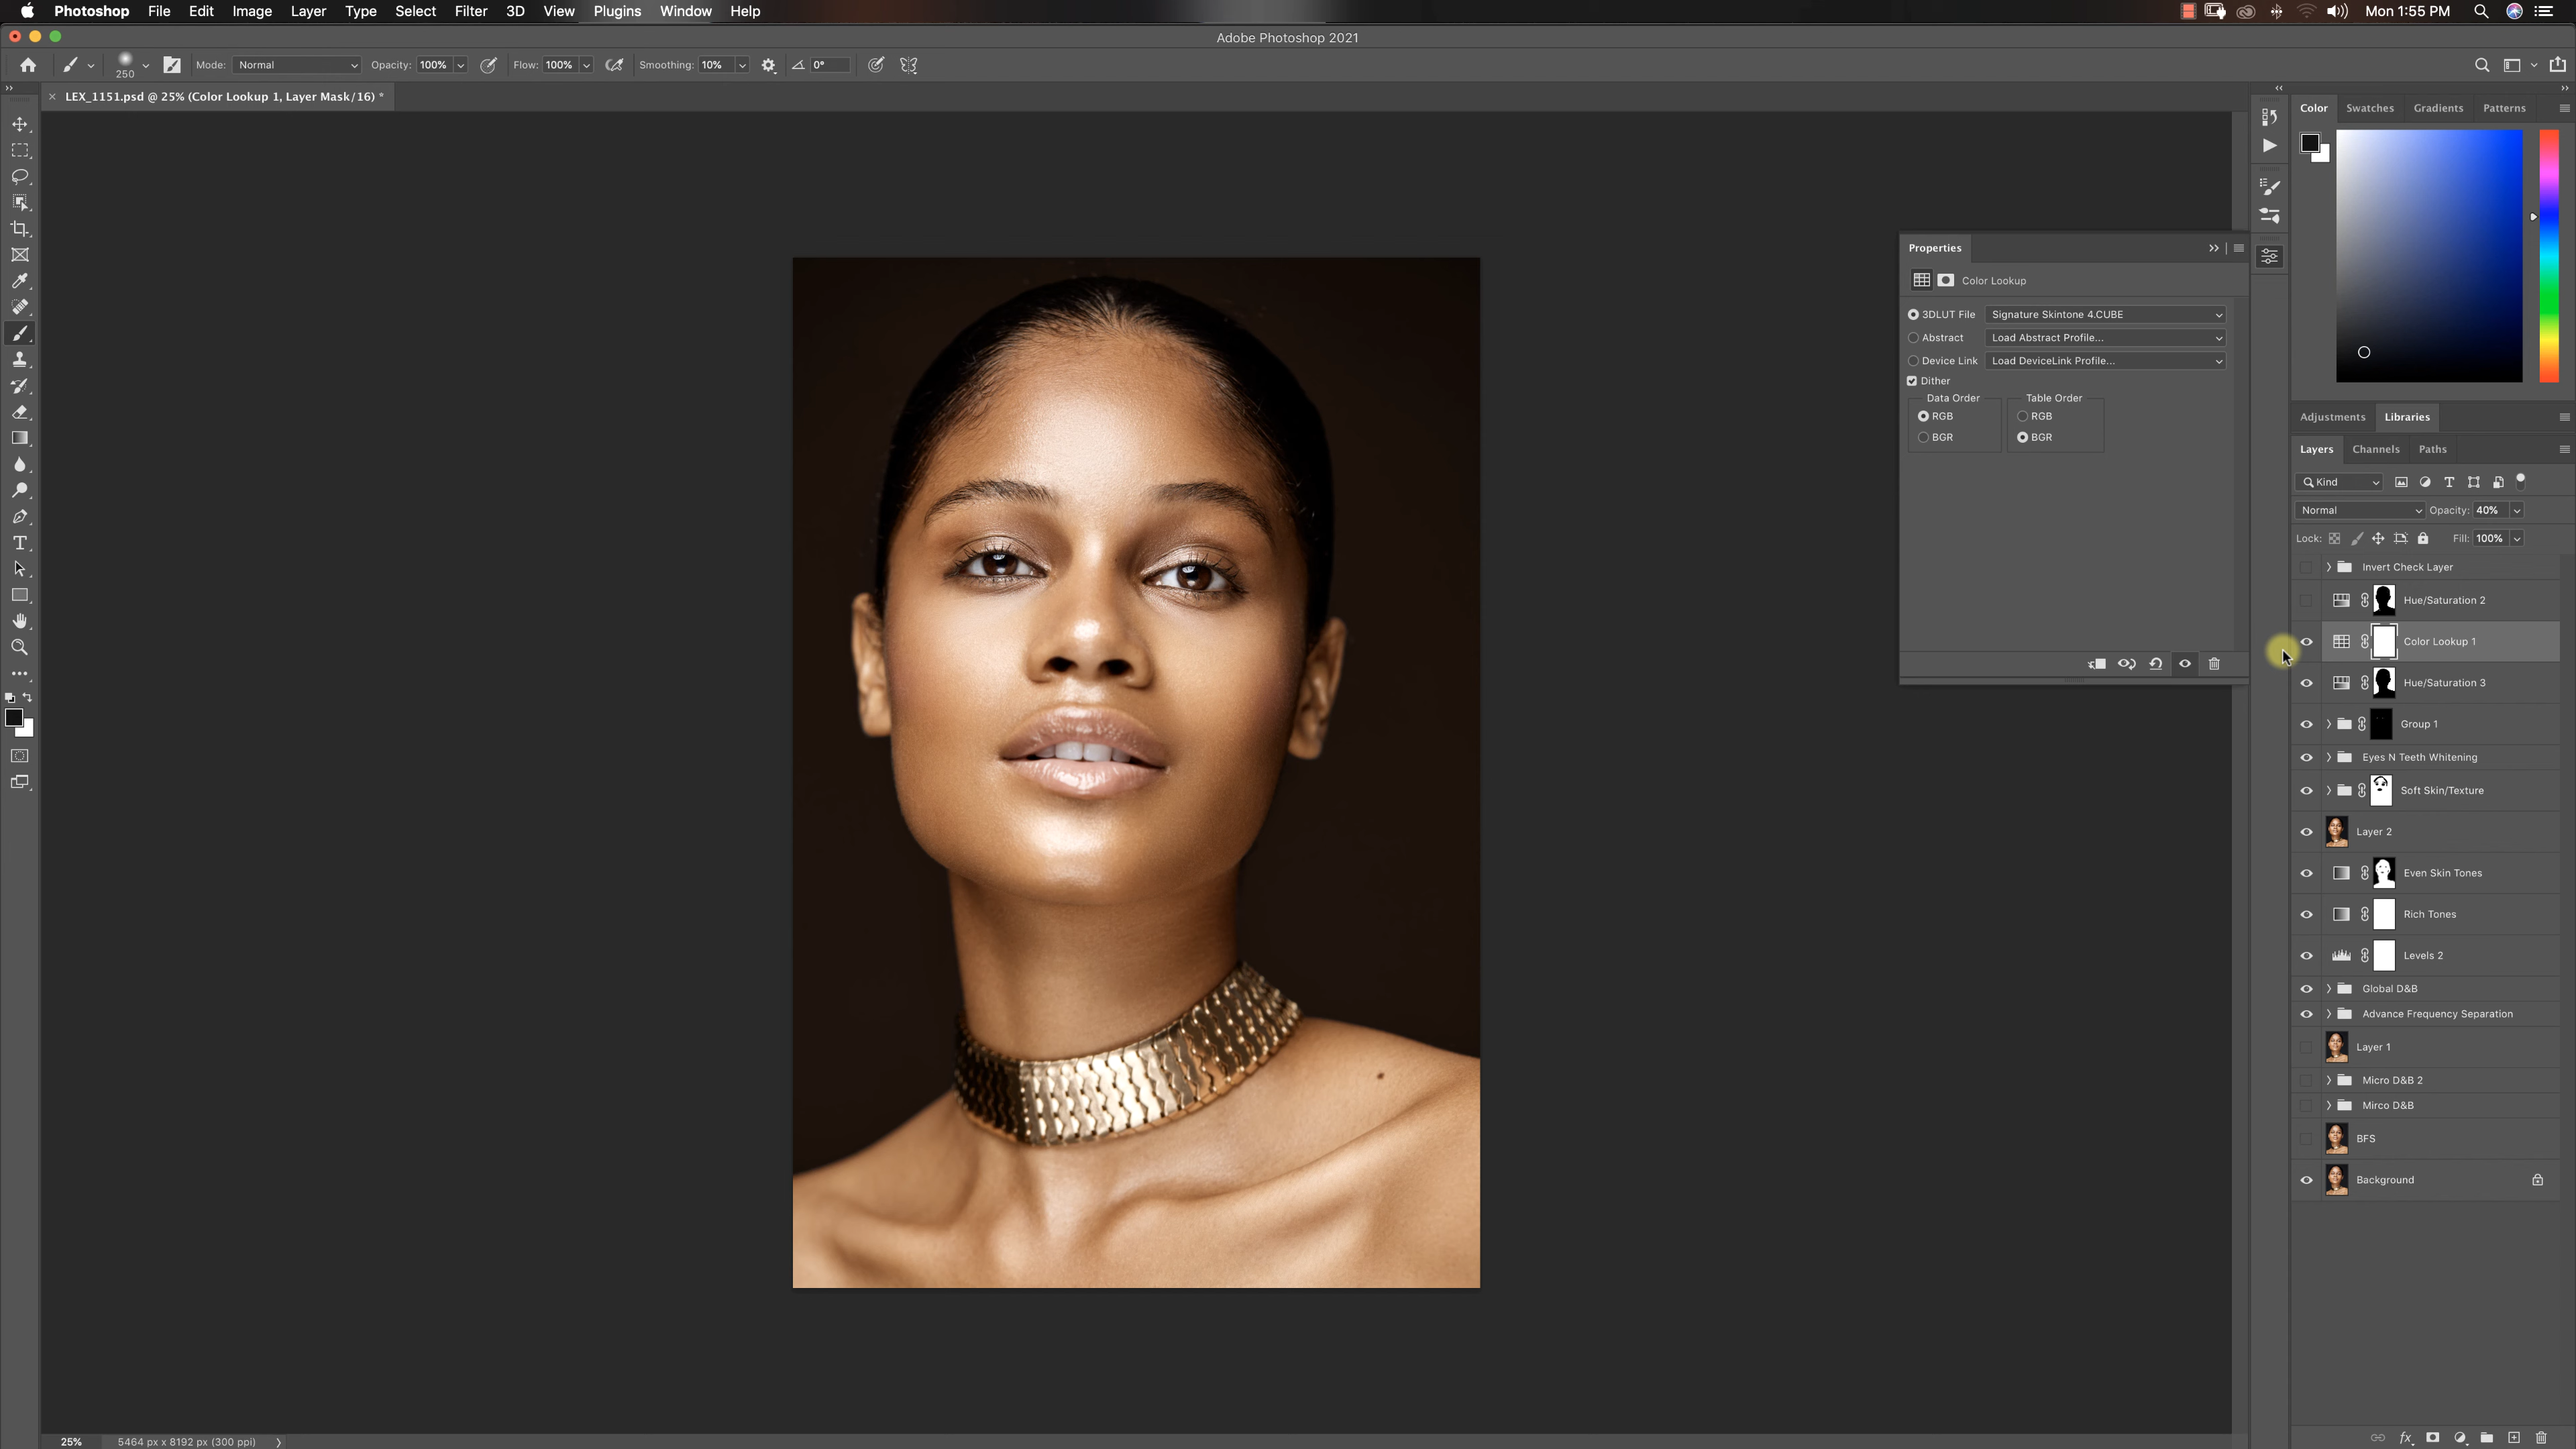 Photoshop File Edit Image Layer Type Select Filter 3D View Plugins Window Help Mon 1:55 PM
Adobe Photoshop 2021
250 Mode: Normal Opacity: 100% Flow: 100% Smoothing: 10% 0°
LEX_1151.psd @ 25% (Color Lookup 1, Layer Mask/16) *
Color Swatches Gradients Patterns
Properties
Color Lookup
3DLUT File Signature Skintone 4.CUBE
Abstract Load Abstract Profile...
Device Link Load DeviceLink Profile...
Dither
Data Order Table Order
RGB RGB
BGR BGR
Adjustments Libraries
Layers Channels Paths
Kind
Normal Opacity: 40%
Lock: Fill: 100%
Invert Check Layer
Hue/Saturation 2
Color Lookup 1
Hue/Saturation 3
Group 1
Eyes N Teeth Whitening
Soft Skin/Texture
Layer 2
Even Skin Tones
Rich Tones
Levels 2
Global D&B
Advance Frequency Separation
Layer 1
Micro D&B 2
Mirco D&B
BFS
Background
25% 5464 px x 8192 px (300 ppi)